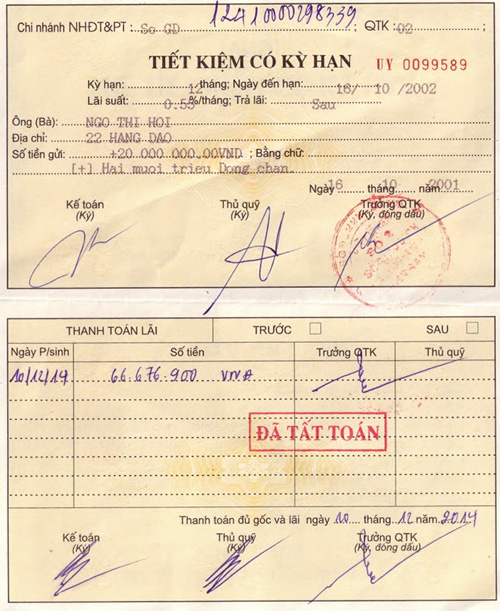 12410000298339
Chi nhánh NHĐT&PT: So GD ; QTK: 02 ;
TIẾT KIỆM CÓ KỲ HẠN UY 0099589
Kỳ hạn: 12 /tháng; Ngày đến hạn: 16/ 10 /2002
Lãi suất: 0.55 %/tháng; Trả lãi: Sau
Ông (Bà): NGO THI HOI
Địa chỉ: 22 HANG DAO
Số tiền gửi: +20 000 000.00VND ; Bằng chữ:
[+] Hai muoi trieu Dong chan.
Ngày 16 tháng 10 năm 2001
Kế toán Thủ quỹ Trưởng QTK
(Ký) (Ký) (Ký, đóng dấu)
THANH TOÁN LÃI TRƯỚC SAU
Ngày P/sinh Số tiền Trưởng QTK Thủ quỹ
10/12/14 66.676.900 VNĐ
ĐÃ TẤT TOÁN
Thanh toán đủ gốc và lãi ngày 10 tháng 12 năm 2014
Kế toán Thủ quỹ Trưởng QTK
(Ký) (Ký) (Ký, đóng dấu)